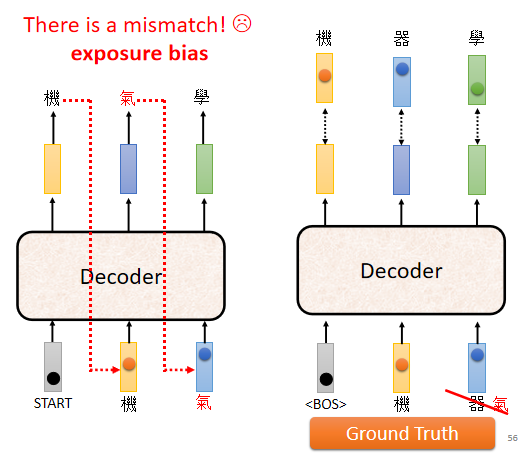 There is a mismatch! ☹
exposure bias
機 氣 學
Decoder
START 機 氣
機 器 學
Decoder
<BOS> 機 器 氣
Ground Truth
56